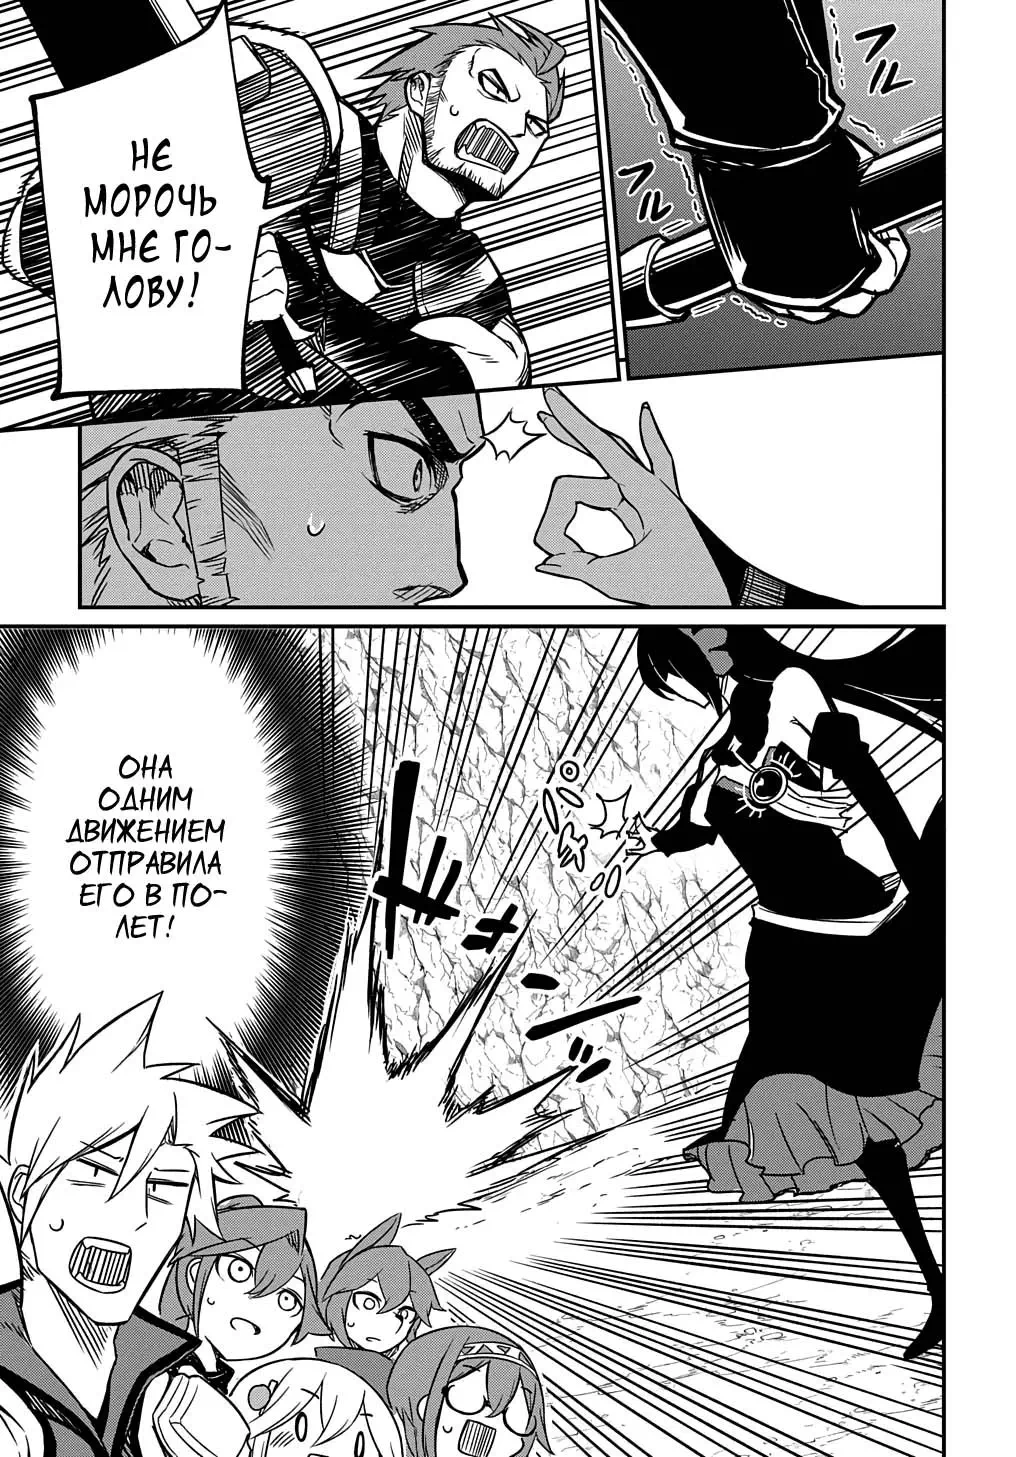 НЕ
МОРОЧЬ
МНЕ ГО-
ЛОВУ!
ОНА
ОДНИМ
ДВИЖЕНИЕМ
ОТПРАВИЛА
ЕГО В ПО-
ЛЕТ!